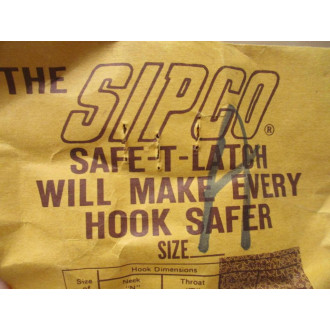 THE SIPCO®
SAFE-T-LATCH
WILL MAKE EVERY
HOOK SAFER
SIZE A
Hook Dimensions
Size Neck Throat
"N"